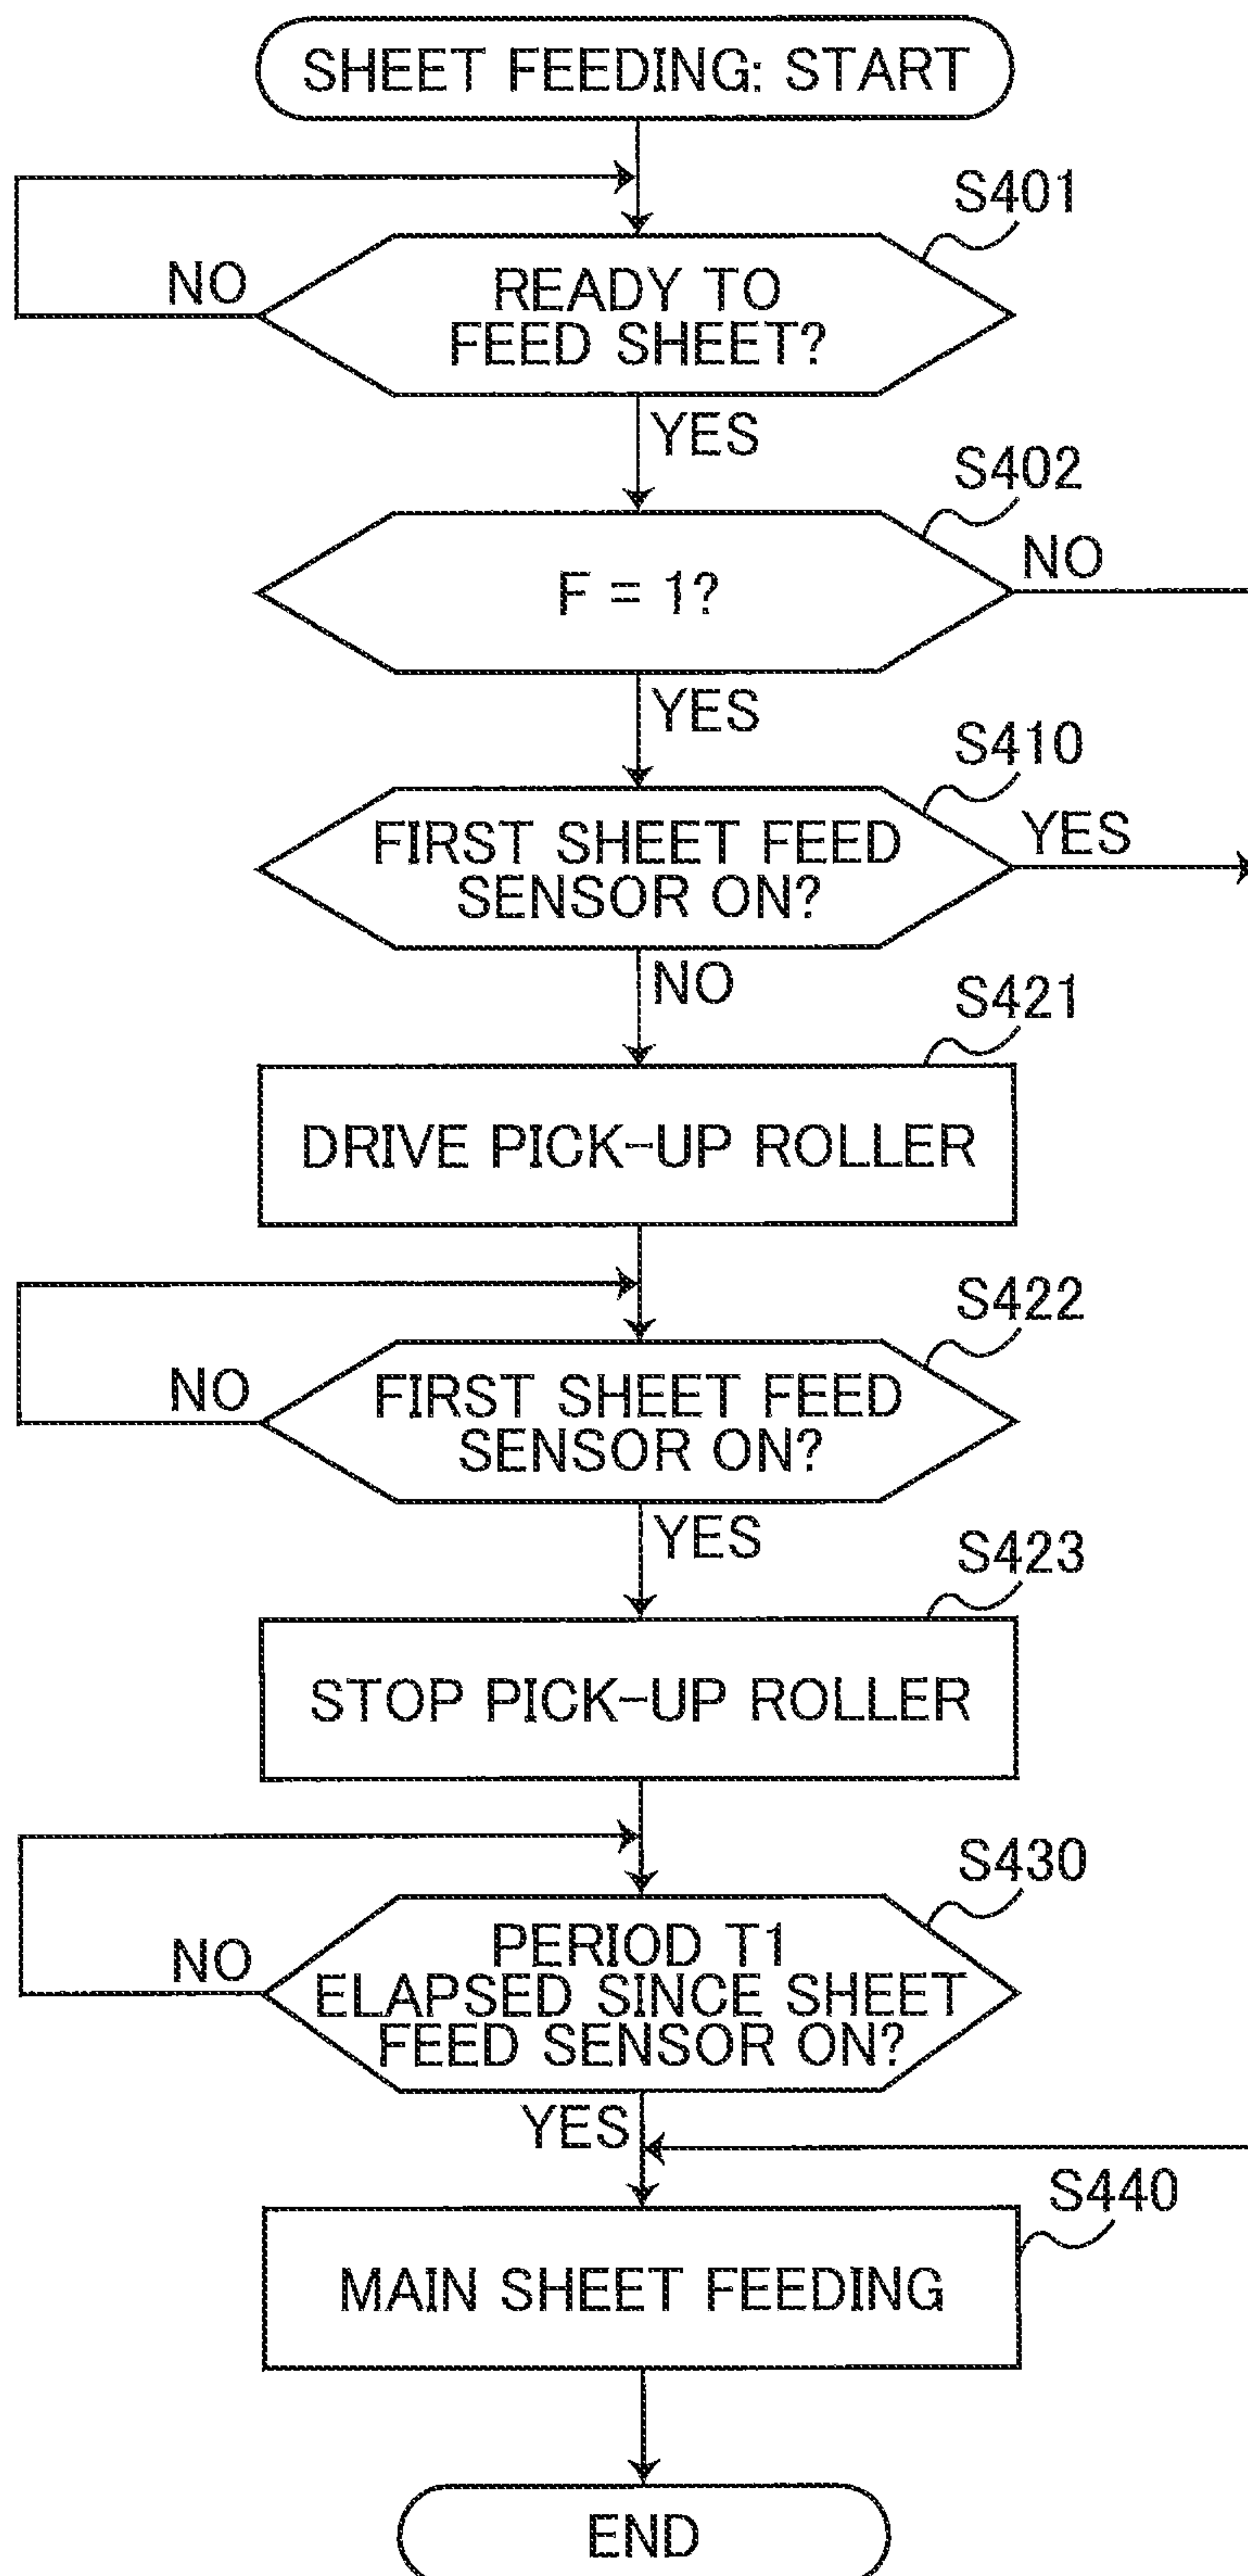 SHEET FEEDING: START
S401
NO
READY TO
FEED SHEET?
YES
S402
F = 1?
NO
YES
S410
FIRST SHEET FEED
SENSOR ON?
YES
NO
S421
DRIVE PICK-UP ROLLER
S422
NO
FIRST SHEET FEED
SENSOR ON?
YES
S423
STOP PICK-UP ROLLER
S430
NO
PERIOD T1
ELAPSED SINCE SHEET
FEED SENSOR ON?
YES
S440
MAIN SHEET FEEDING
END